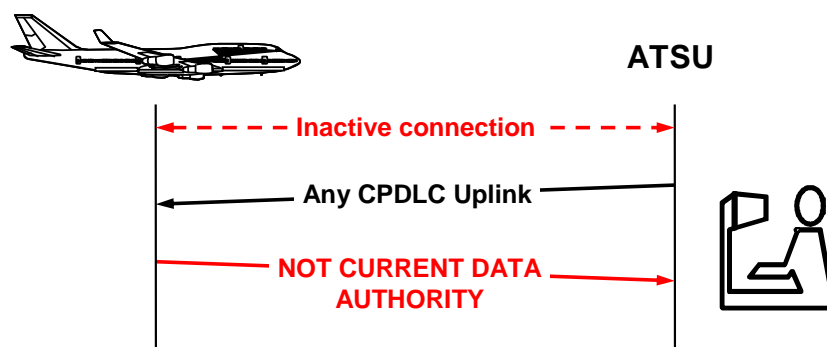 ATSU
Inactive connection
Any CPDLC Uplink
NOT CURRENT DATA
AUTHORITY